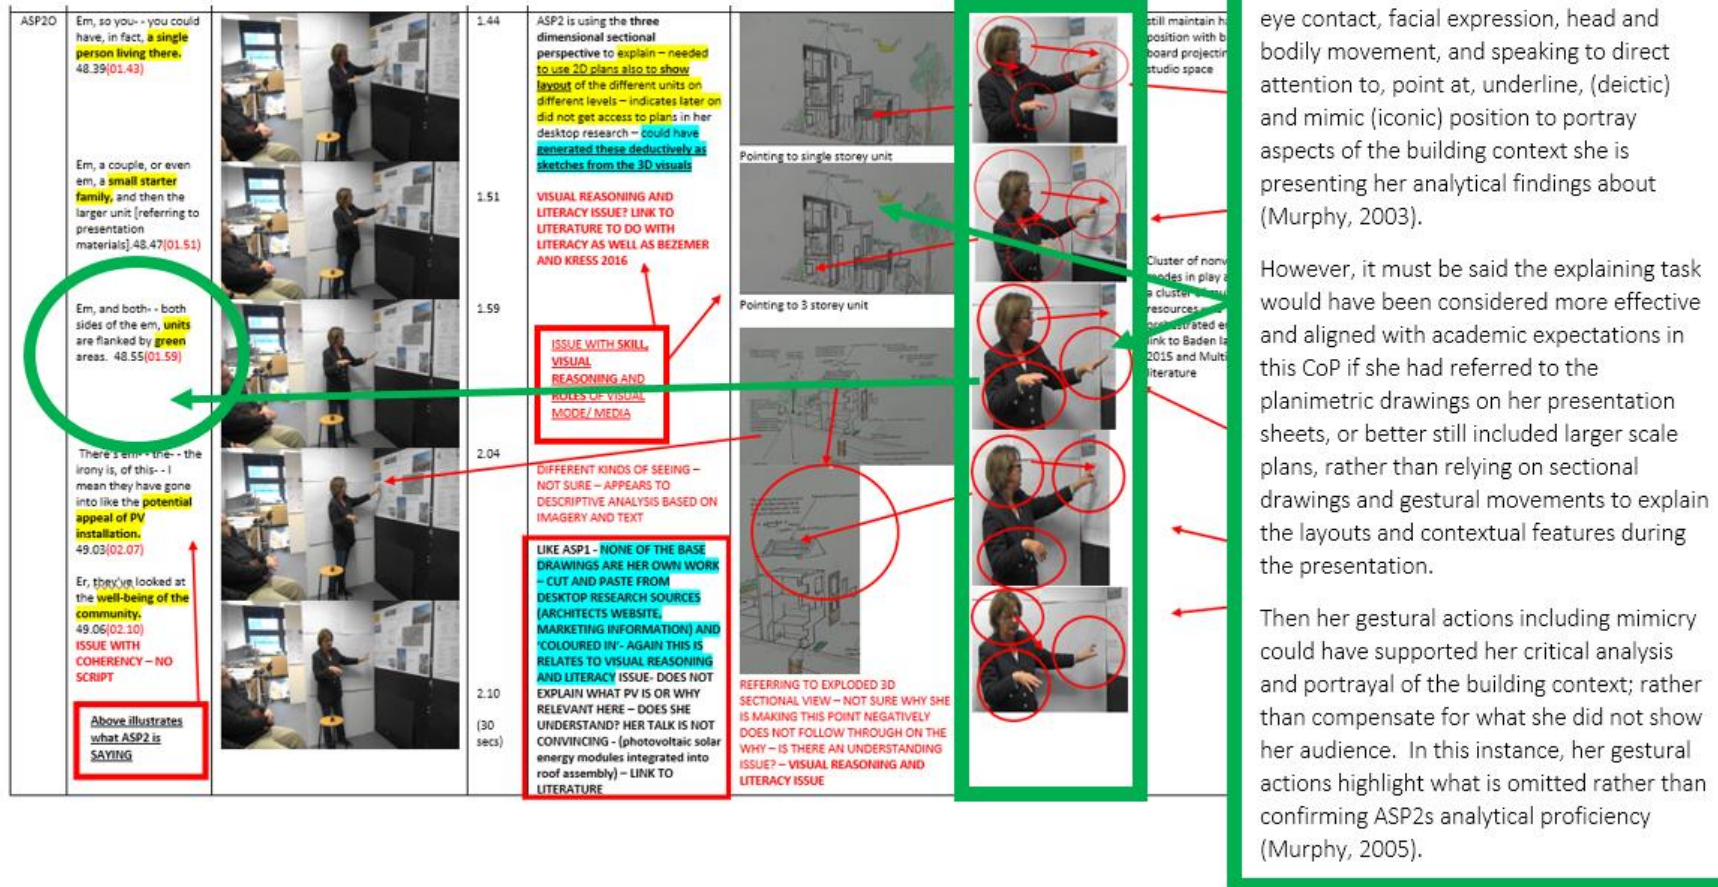 ASP2O
Em, so you- - you could
have, in fact, a single
person living there.
48.39(01.43)
Em, a couple, or even
em, a small starter
family, and then the
larger unit [referring to
presentation
materials].48.47(01.51)
Em, and both- - both
sides of the em, units
are flanked by green
areas. 48.55(01.59)
There's em- - the- - the
irony is, of this- - I
mean they have gone
into like the potential
appeal of PV
installation.
49.03(02.07)
Er, they've looked at
the well-being of the
community.
49.06(02.10)
ISSUE WITH
COHERENCY – NO
SCRIPT
Above illustrates
what ASP2 is
SAYING
1.44
1.51
1.59
2.04
2.10
(30
secs)
ASP2 is using the three
dimensional sectional
perspective to explain – needed
to use 2D plans also to show
layout of the different units on
different levels – indicates later on
did not get access to plans in her
desktop research – could have
generated these deductively as
sketches from the 3D visuals
VISUAL REASONING AND
LITERACY ISSUE? LINK TO
LITERATURE TO DO WITH
LITERACY AS WELL AS BEZEMER
AND KRESS 2016
ISSUE WITH SKILL,
VISUAL
REASONING AND
ROLES OF VISUAL
MODE/ MEDIA
DIFFERENT KINDS OF SEEING –
NOT SURE – APPEARS TO
DESCRIPTIVE ANALYSIS BASED ON
IMAGERY AND TEXT
LIKE ASP1 - NONE OF THE BASE
DRAWINGS ARE HER OWN WORK
– CUT AND PASTE FROM
DESKTOP RESEARCH SOURCES
(ARCHITECTS WEBSITE,
MARKETING INFORMATION) AND
'COLOURED IN'- AGAIN THIS IS
RELATES TO VISUAL REASONING
AND LITERACY ISSUE- DOES NOT
EXPLAIN WHAT PV IS OR WHY
RELEVANT HERE – DOES SHE
UNDERSTAND? HER TALK IS NOT
CONVINCING - (photovoltaic solar
energy modules integrated into
roof assembly) – LINK TO
LITERATURE
Pointing to single storey unit
Pointing to 3 storey unit
REFERRING TO EXPLODED 3D
SECTIONAL VIEW – NOT SURE WHY SHE
IS MAKING THIS POINT NEGATIVELY
DOES NOT FOLLOW THROUGH ON THE
WHY – IS THERE AN UNDERSTANDING
ISSUE? – VISUAL REASONING AND
LITERACY ISSUE
still maintain
position with
board
studio space
Cluster of
in play
a cluster
resources
link to Baden
2015 and
literature
eye contact, facial expression, head and
bodily movement, and speaking to direct
attention to, point at, underline, (deictic)
and mimic (iconic) position to portray
aspects of the building context she is
presenting her analytical findings about
(Murphy, 2003).
However, it must be said the explaining task
would have been considered more effective
and aligned with academic expectations in
this CoP if she had referred to the
planimetric drawings on her presentation
sheets, or better still included larger scale
plans, rather than relying on sectional
drawings and gestural movements to explain
the layouts and contextual features during
the presentation.
Then her gestural actions including mimicry
could have supported her critical analysis
and portrayal of the building context; rather
than compensate for what she did not show
her audience. In this instance, her gestural
actions highlight what is omitted rather than
confirming ASP2s analytical proficiency
(Murphy, 2005).